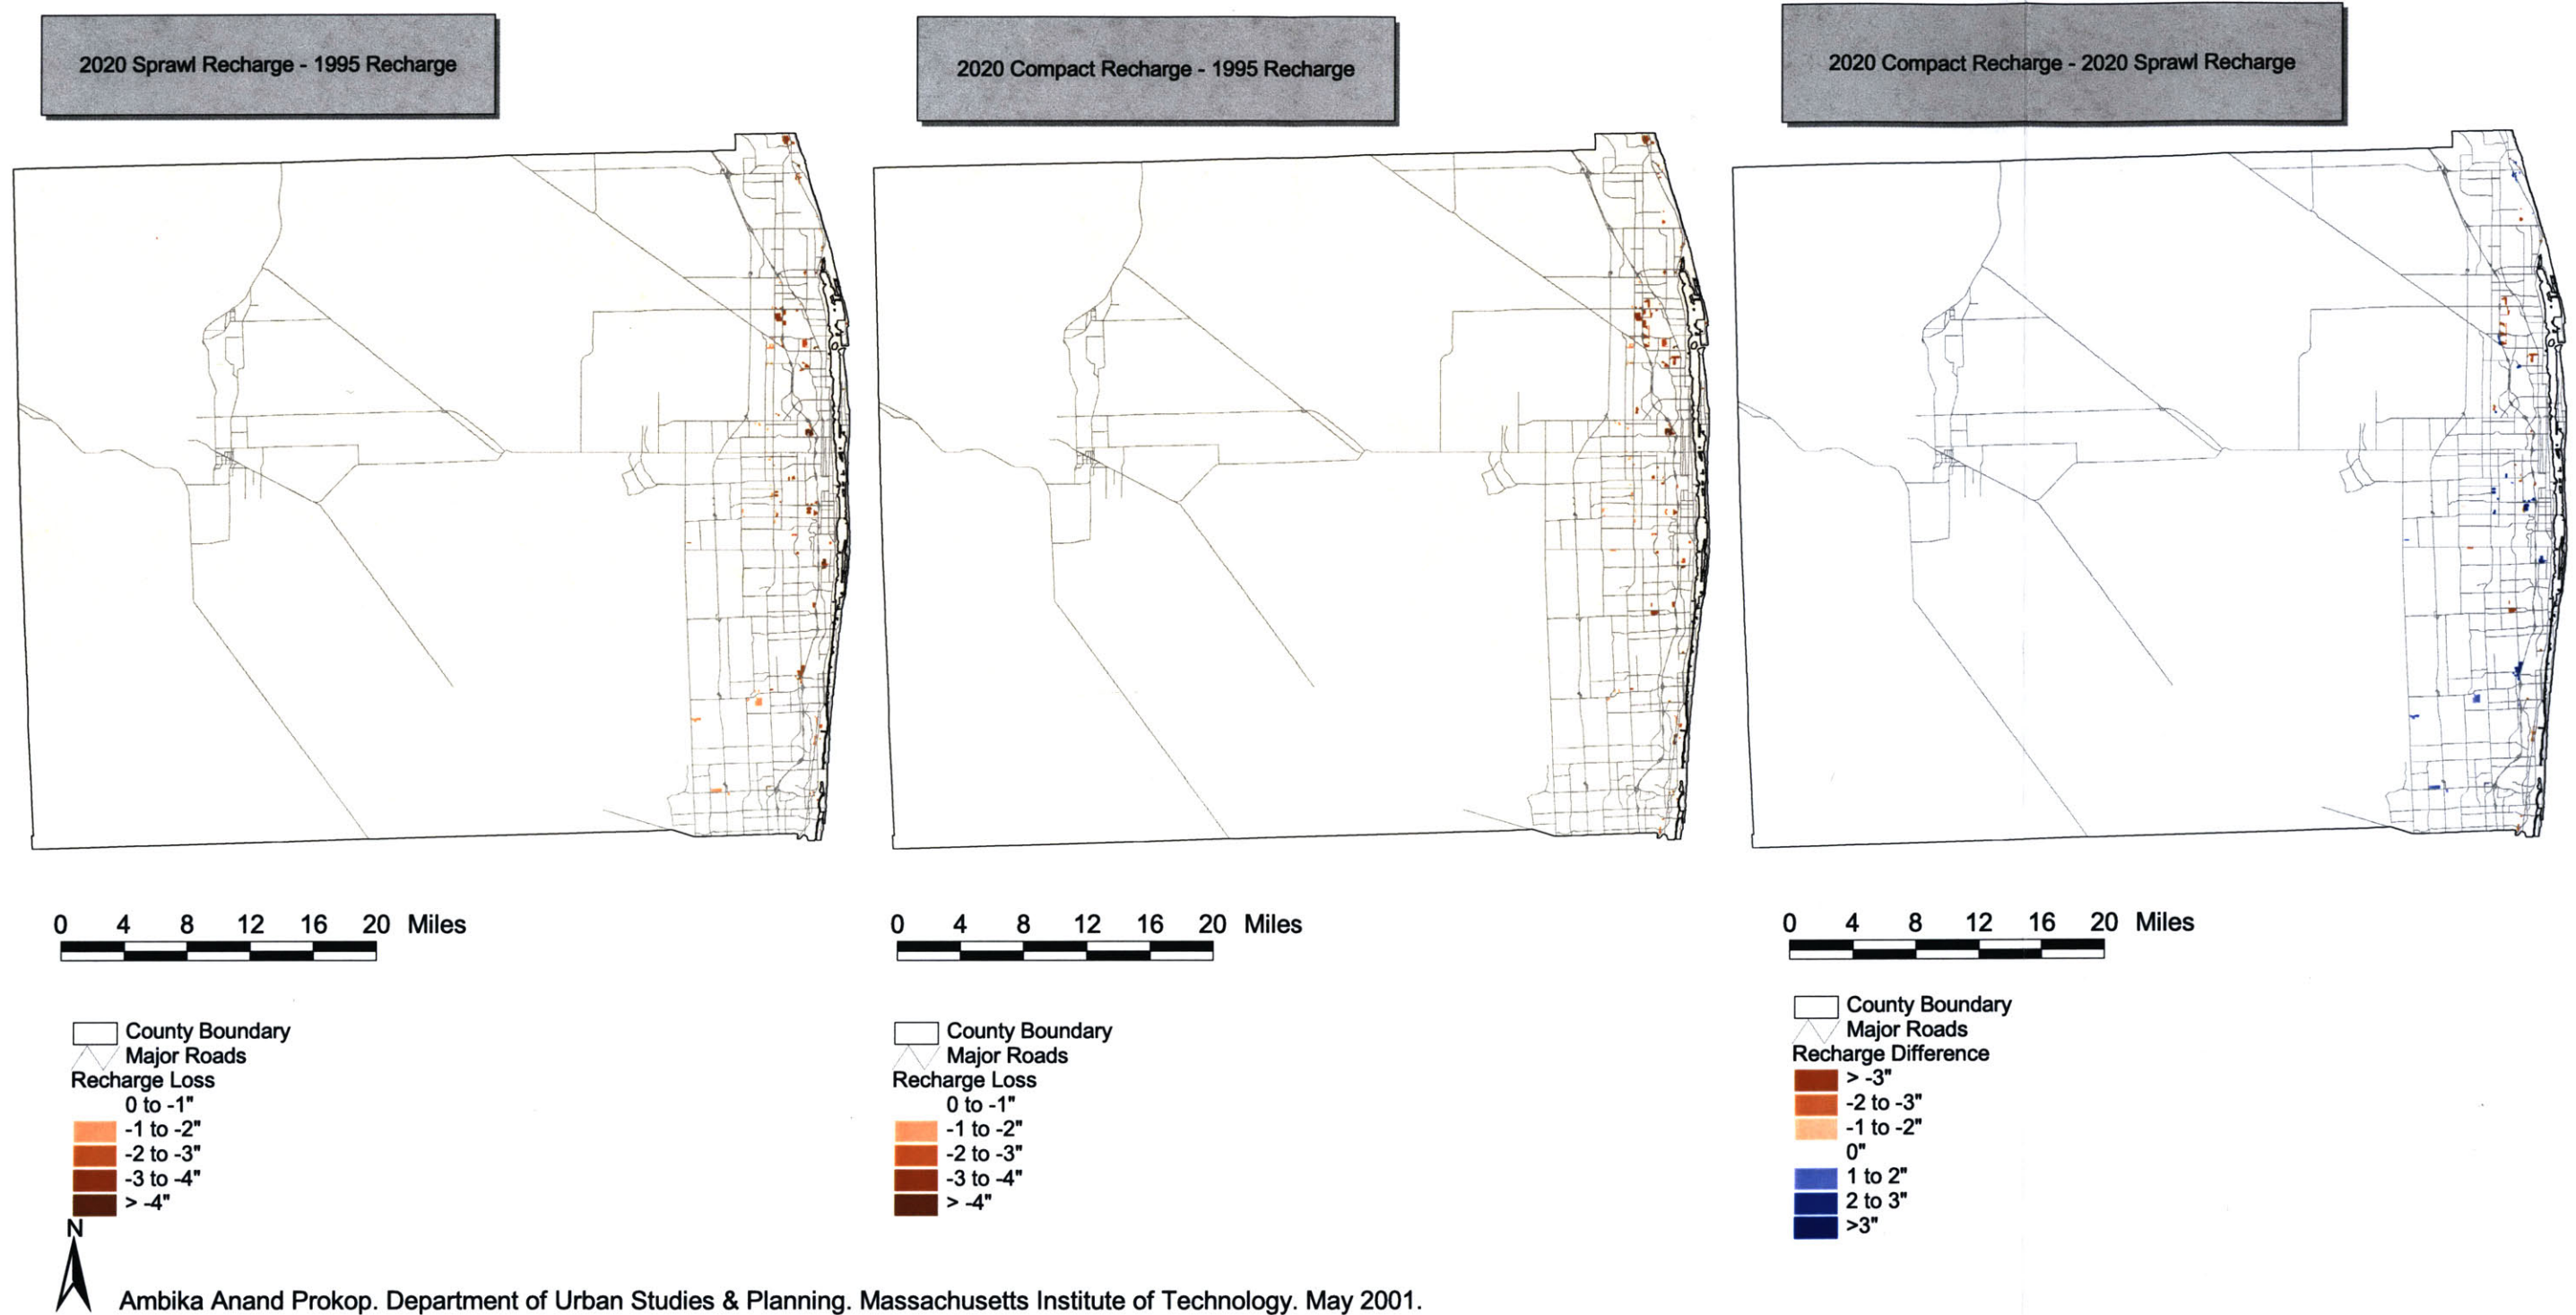 2020 Sprawl Recharge - 1995 Recharge
2020 Compact Recharge - 1995 Recharge
2020 Compact Recharge - 2020 Sprawl Recharge
0 4 8 12 16 20 Miles
0 4 8 12 16 20 Miles
0 4 8 12 16 20 Miles
County Boundary
Major Roads
Recharge Loss
0 to -1"
-1 to -2"
-2 to -3"
-3 to -4"
> -4"
County Boundary
Major Roads
Recharge Loss
0 to -1"
-1 to -2"
-2 to -3"
-3 to -4"
> -4"
County Boundary
Major Roads
Recharge Difference
> -3"
-2 to -3"
-1 to -2"
0"
1 to 2"
2 to 3"
>3"
N
Ambika Anand Prokop. Department of Urban Studies & Planning. Massachusetts Institute of Technology. May 2001.